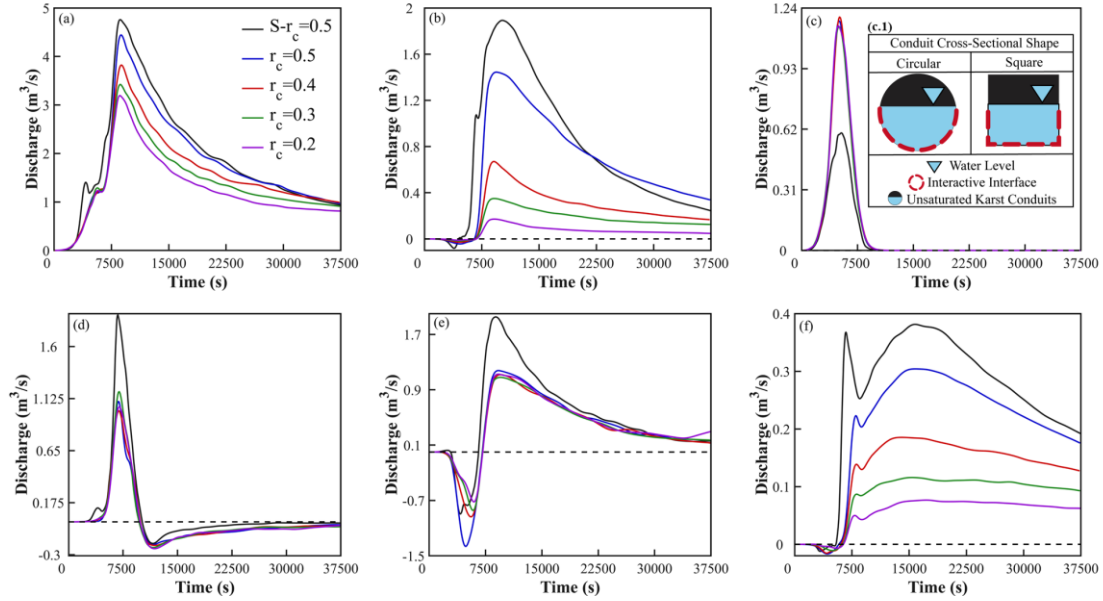 (a)
S-r_c=0.5
r_c=0.5
r_c=0.4
r_c=0.3
r_c=0.2
5
4
3
2
1
0
Discharge (m³/s)
0 7500 15000 22500 30000 37500
Time (s)
(b)
2
1.6
1.2
0.8
0.4
0
Discharge (m³/s)
0 7500 15000 22500 30000 37500
Time (s)
(c)
1.24
0.93
0.62
0.31
0
Discharge (m³/s)
0 7500 15000 22500 30000 37500
Time (s)
(c.1)
Conduit Cross-Sectional Shape
Circular Square
Water Level
Interactive Interface
Unsaturated Karst Conduits
(d)
1.6
1.125
0.65
0.175
-0.3
Discharge (m³/s)
0 7500 15000 22500 30000 37500
Time (s)
(e)
1.7
0.9
0.1
-0.7
-1.5
Discharge (m³/s)
0 7500 15000 22500 30000 37500
Time (s)
(f)
0.4
0.3
0.2
0.1
0
Discharge (m³/s)
0 7500 15000 22500 30000 37500
Time (s)